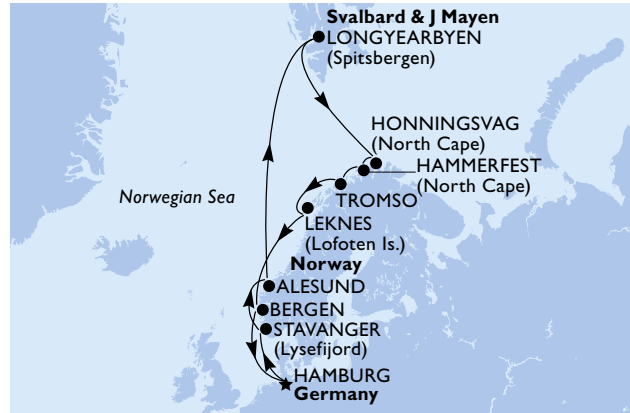 Svalbard & J Mayen
LONGYEARBYEN
(Spitsbergen)
HONNINGSVAG
(North Cape)
HAMMERFEST
(North Cape)
TROMSO
Norwegian Sea
LEKNES
(Lofoten Is.)
Norway
ALESUND
BERGEN
STAVANGER
(Lysefijord)
HAMBURG
Germany